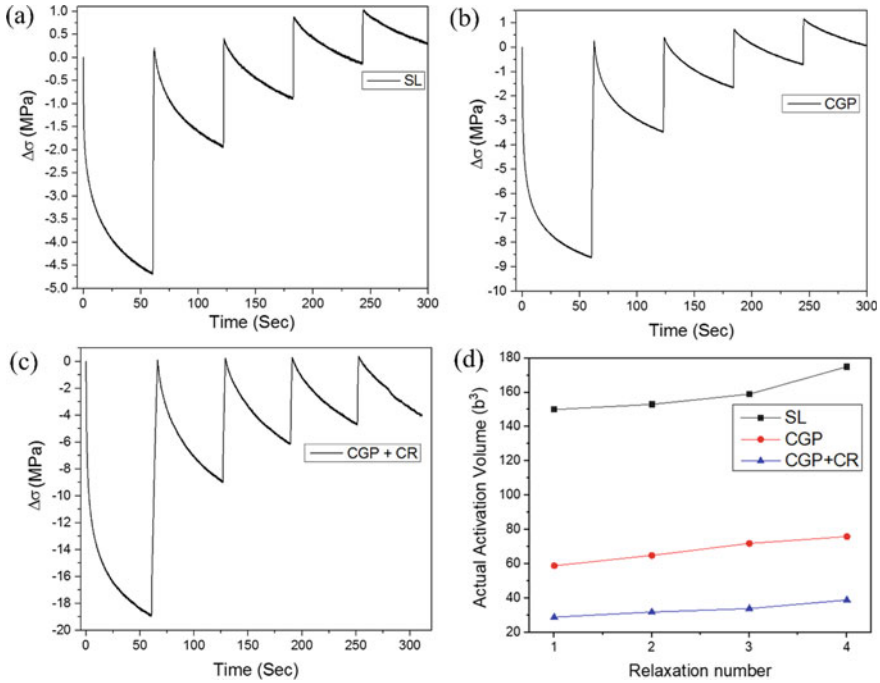 (a)
1.0
0.5
0.0
-0.5
-1.0
-1.5
-2.0
-2.5
-3.0
-3.5
-4.0
-4.5
-5.0
Δσ (MPa)
SL
0 50 100 150 200 250 300
Time (Sec)
(b)
1
0
-1
-2
-3
-4
-5
-6
-7
-8
-9
-10
Δσ (MPa)
CGP
0 50 100 150 200 250 300
Time (Sec)
(c)
0
-2
-4
-6
-8
-10
-12
-14
-16
-18
-20
Δσ (MPa)
CGP + CR
0 50 100 150 200 250 300
Time (Sec)
(d)
180
160
140
120
100
80
60
40
20
Actual Activation Volume (b³)
SL
CGP
CGP+CR
1 2 3 4
Relaxation number